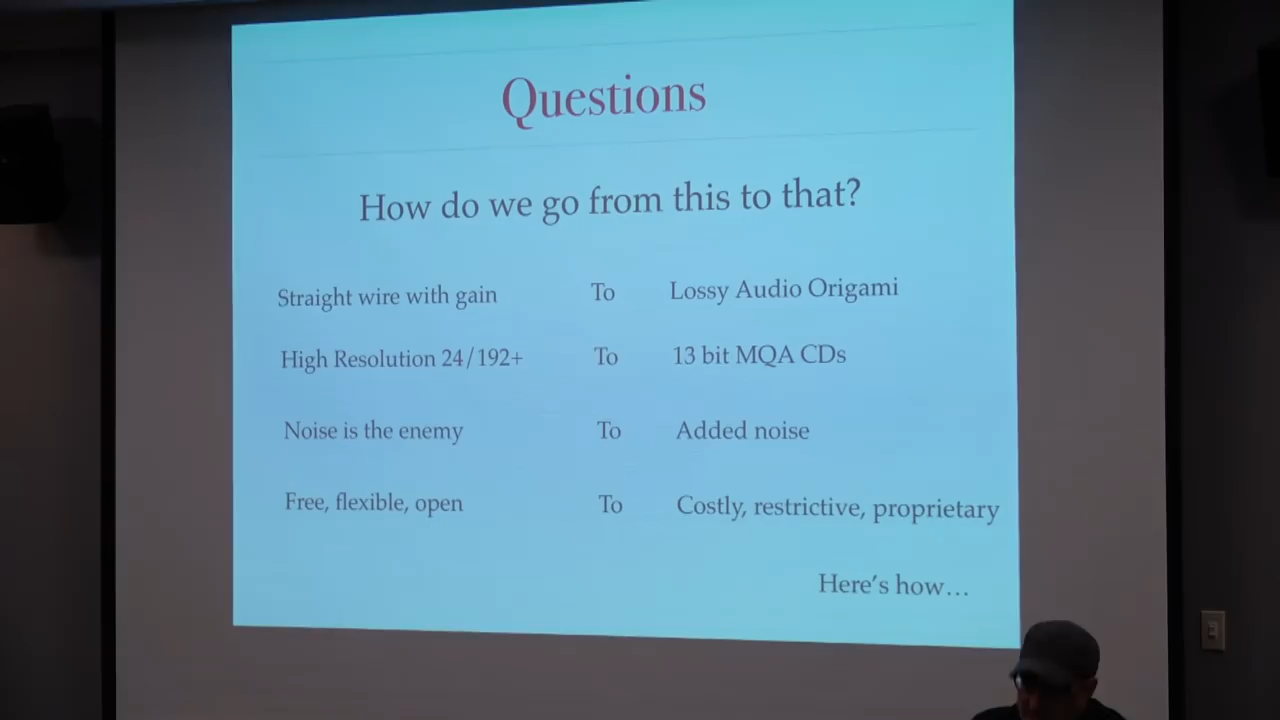 Questions
How do we go from this to that?
Straight wire with gain To Lossy Audio Origami
High Resolution 24/192+ To 13 bit MQA CDs
Noise is the enemy To Added noise
Free, flexible, open To Costly, restrictive, proprietary
Here's how...